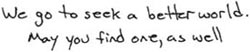 We go to seek a better world.
May you find one, as well